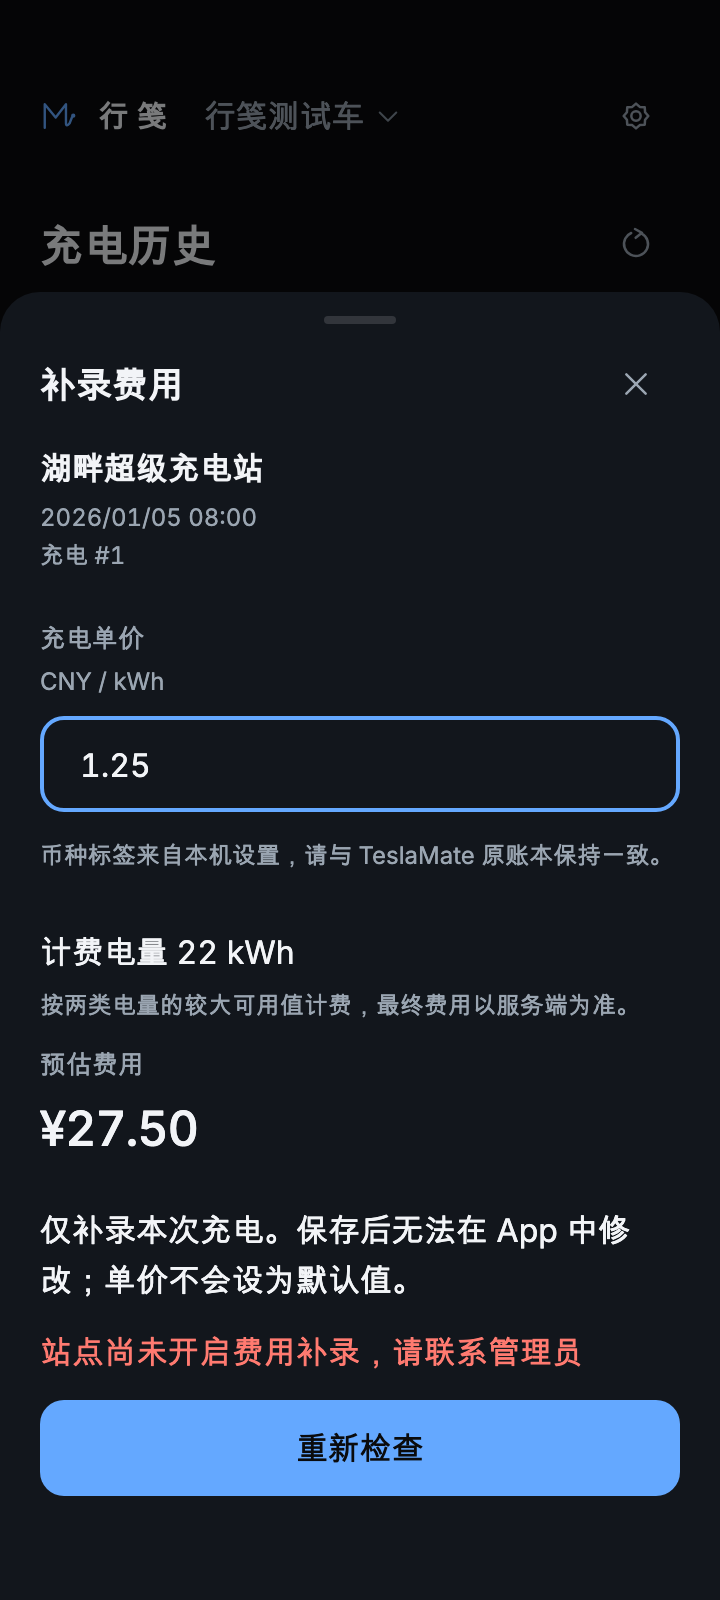 行笺 行笺测试车
充电历史
补录费用
湖畔超级充电站
2026/01/05 08:00
充电 #1
充电单价
CNY / kWh
1.25
币种标签来自本机设置，请与 TeslaMate 原账本保持一致。
计费电量 22 kWh
按两类电量的较大可用值计费，最终费用以服务端为准。
预估费用
¥27.50
仅补录本次充电。保存后无法在 App 中修
改；单价不会设为默认值。
站点尚未开启费用补录，请联系管理员
重新检查